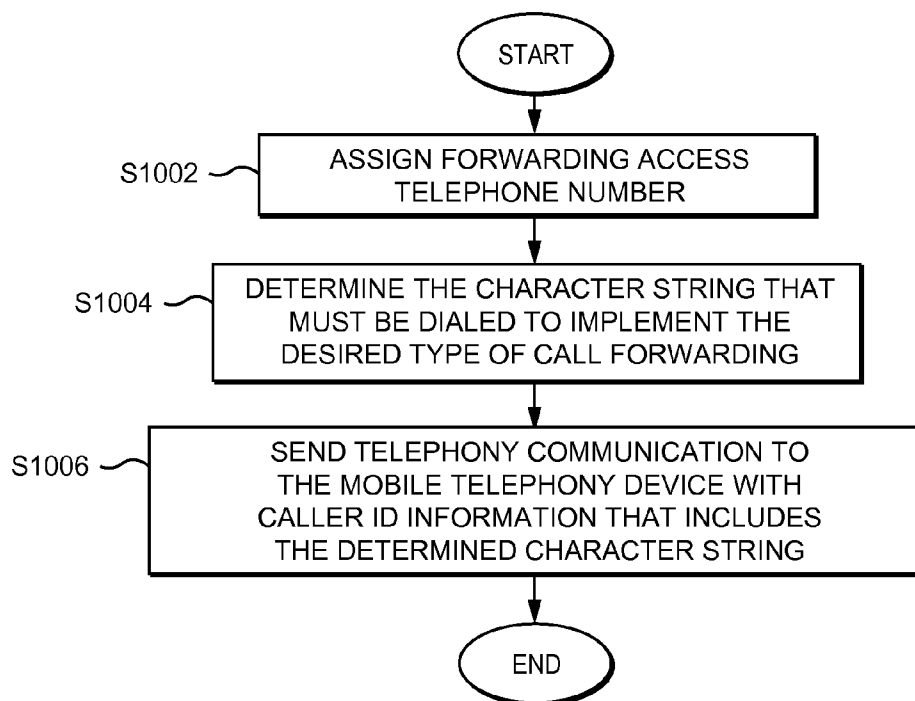 START
S1002
ASSIGN FORWARDING ACCESS
TELEPHONE NUMBER
S1004
DETERMINE THE CHARACTER STRING THAT
MUST BE DIALED TO IMPLEMENT THE
DESIRED TYPE OF CALL FORWARDING
S1006
SEND TELEPHONY COMMUNICATION TO
THE MOBILE TELEPHONY DEVICE WITH
CALLER ID INFORMATION THAT INCLUDES
THE DETERMINED CHARACTER STRING
END